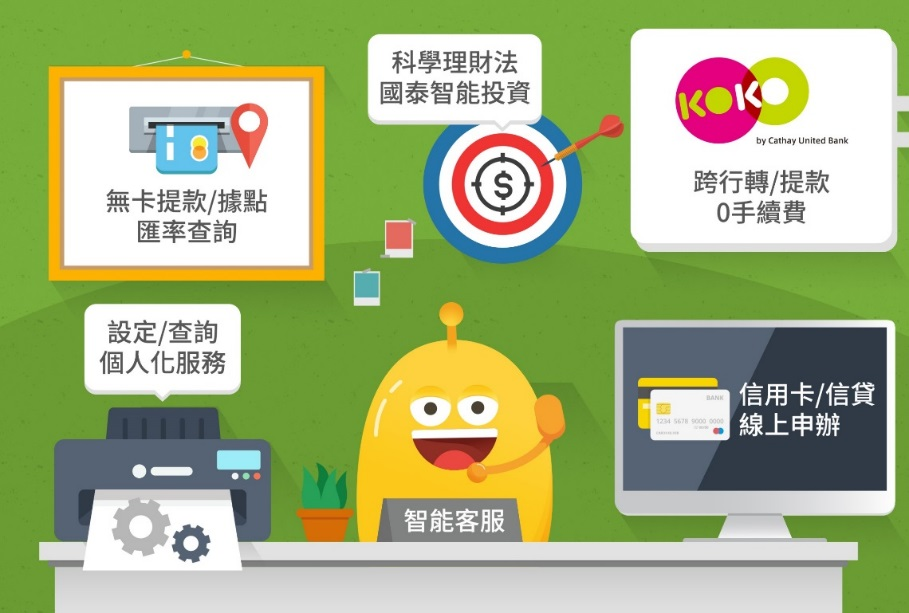 無卡提款/據點
匯率查詢
科學理財法
國泰智能投資
KOKO
by Cathay United Bank
跨行轉/提款
0手續費
設定/查詢
個人化服務
智能客服
BANK
1234 5678 9000 0000
信用卡/信貸
線上申辦